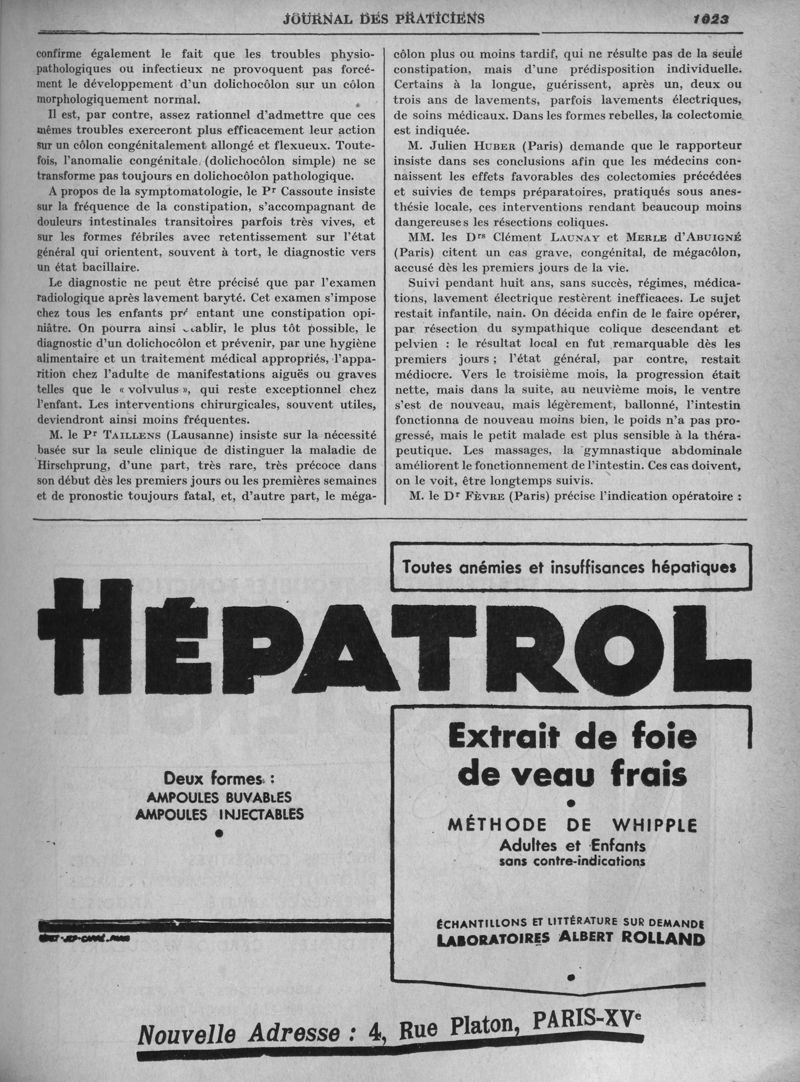 JOURNAL DES PRATICIENS
1023
confirme également le fait que les troubles physio-
pathologiques ou infectieux ne provoquent pas forcé-
ment le développement d'un dolichocôlon sur un côlon
morphologiquement normal.
Il est, par contre, assez rationnel d'admettre que ces
mêmes troubles exerceront plus efficacement leur action
sur un côlon congénitalement allongé et flexueux. Toute-
fois, l'anomalie congénitale (dolichocôlon simple) ne se
transforme pas toujours en dolichocôlon pathologique.
A propos de la symptomatologie, le Pr Cassoute insiste
sur la fréquence de la constipation, s'accompagnant de
douleurs intestinales transitoires parfois très vives, et
sur les formes fébriles avec retentissement sur l'état
général qui orientent, souvent à tort, le diagnostic vers
un état bacillaire.
Le diagnostic ne peut être précisé que par l'examen
radiologique après lavement baryté. Cet examen s'impose
chez tous les enfants pré entant une constipation opi-
niâtre. On pourra ainsi établir, le plus tôt possible, le
diagnostic d'un dolichocôlon et prévenir, par une hygiène
alimentaire et un traitement médical appropriés, l'appa-
rition chez l'adulte de manifestations aiguës ou graves
telles que le « volvulus », qui reste exceptionnel chez
l'enfant. Les interventions chirurgicales, souvent utiles,
deviendront ainsi moins fréquentes.
M. le Pr TAILLENS (Lausanne) insiste sur la nécessité
basée sur la seule clinique de distinguer la maladie de
Hirschprung, d'une part, très rare, très précoce dans
son début dès les premiers jours ou les premières semaines
et de pronostic toujours fatal, et, d'autre part, le méga-
côlon plus ou moins tardif, qui ne résulte pas de la seule
constipation, mais d'une prédisposition individuelle.
Certains à la longue, guérissent, après un, deux ou
trois ans de lavements, parfois lavements électriques,
de soins médicaux. Dans les formes rebelles, la colectomie
est indiquée.
M. Julien HUBER (Paris) demande que le rapporteur
insiste dans ses conclusions afin que les médecins con-
naissent les effets favorables des colectomies précédées
et suivies de temps préparatoires, pratiqués sous anes-
thésie locale, ces interventions rendant beaucoup moins
dangereuses les résections coliques.
MM. les Drs Clément LAUNAY et MERLE d'ABUIGNÉ
(Paris) citent un cas grave, congénital, de mégacôlon,
accusé dès les premiers jours de la vie.
Suivi pendant huit ans, sans succès, régimes, médica-
tions, lavement électrique restèrent inefficaces. Le sujet
restait infantile, nain. On décida enfin de le faire opérer,
par résection du sympathique colique descendant et
pelvien : le résultat local en fut remarquable dès les
premiers jours ; l'état général, par contre, restait
médiocre. Vers le troisième mois, la progression était
nette, mais dans la suite, au neuvième mois, le ventre
s'est de nouveau, mais légèrement, ballonné, l'intestin
fonctionna de nouveau moins bien, le poids n'a pas pro-
gressé, mais le petit malade est plus sensible à la théra-
peutique. Les massages, la gymnastique abdominale
améliorent le fonctionnement de l'intestin. Ces cas doivent,
on le voit, être longtemps suivis.
M. le Dr FÈVRE (Paris) précise l'indication opératoire :
Toutes anémies et insuffisances hépatiques
HÉPATROL
Extrait de foie
de veau frais
Deux formes :
AMPOULES BUVABLES
AMPOULES INJECTABLES
MÉTHODE DE WHIPPLE
Adultes et Enfants
sans contre-indications
ÉCHANTILLONS ET LITTÉRATURE SUR DEMANDE
LABORATOIRES ALBERT ROLLAND
Nouvelle Adresse : 4, Rue Platon, PARIS-XVe